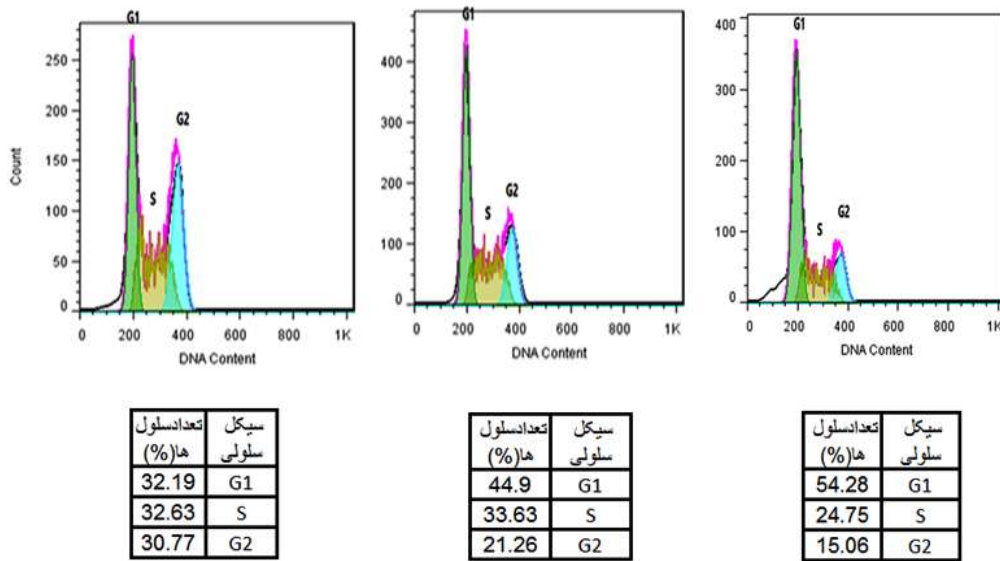 G1
G2
S
Count
250
200
150
100
50
0
0 200 400 600 800 1K
DNA Content
G1
S
G2
400
300
200
100
0
0 200 400 600 800 1K
DNA Content
G1
S
G2
400
300
200
100
0
0 200 400 600 800 1K
DNA Content
سیکل سلولی تعدادسلول ها(%)
G1 32.19
S 32.63
G2 30.77
سیکل سلولی تعدادسلول ها(%)
G1 44.9
S 33.63
G2 21.26
سیکل سلولی تعدادسلول ها(%)
G1 54.28
S 24.75
G2 15.06